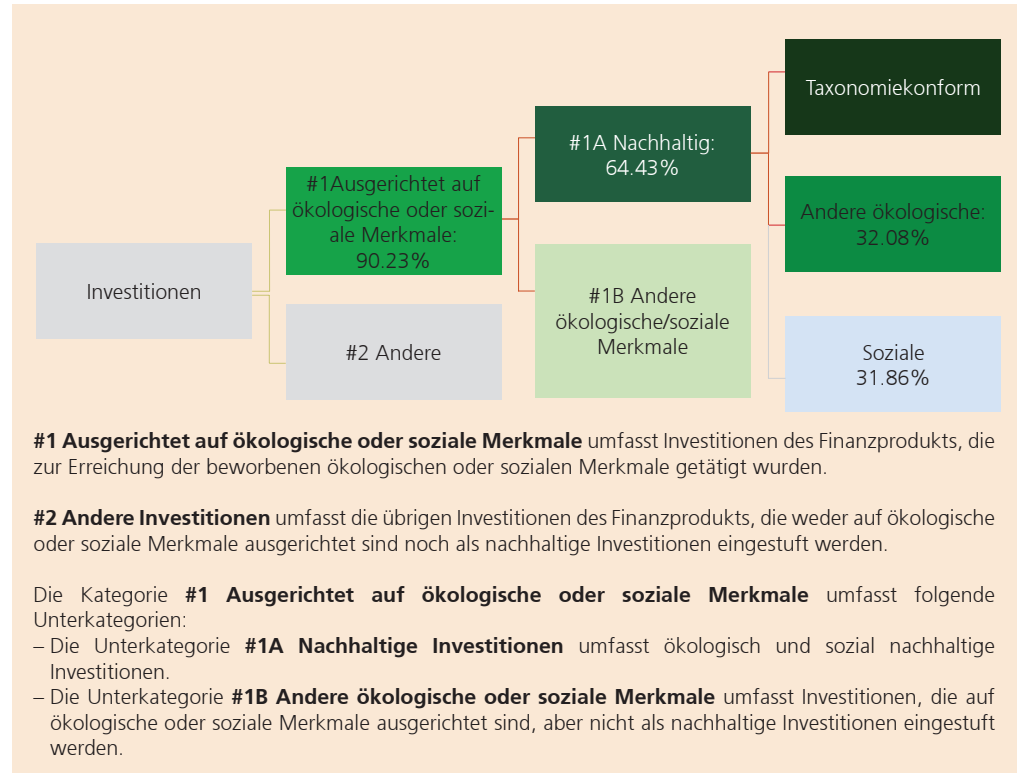 Investitionen
#1Ausgerichtet auf
ökologische oder sozi-
ale Merkmale:
90.23%
#2 Andere
#1A Nachhaltig:
64.43%
#1B Andere
ökologische/soziale
Merkmale
Taxonomiekonform
Andere ökologische:
32.08%
Soziale
31.86%
#1 Ausgerichtet auf ökologische oder soziale Merkmale umfasst Investitionen des Finanzprodukts, die
zur Erreichung der beworbenen ökologischen oder sozialen Merkmale getätigt wurden.
#2 Andere Investitionen umfasst die übrigen Investitionen des Finanzprodukts, die weder auf ökologische
oder soziale Merkmale ausgerichtet sind noch als nachhaltige Investitionen eingestuft werden.
Die Kategorie #1 Ausgerichtet auf ökologische oder soziale Merkmale umfasst folgende
Unterkategorien:
– Die Unterkategorie #1A Nachhaltige Investitionen umfasst ökologisch und sozial nachhaltige
Investitionen.
– Die Unterkategorie #1B Andere ökologische oder soziale Merkmale umfasst Investitionen, die auf
ökologische oder soziale Merkmale ausgerichtet sind, aber nicht als nachhaltige Investitionen eingestuft
werden.